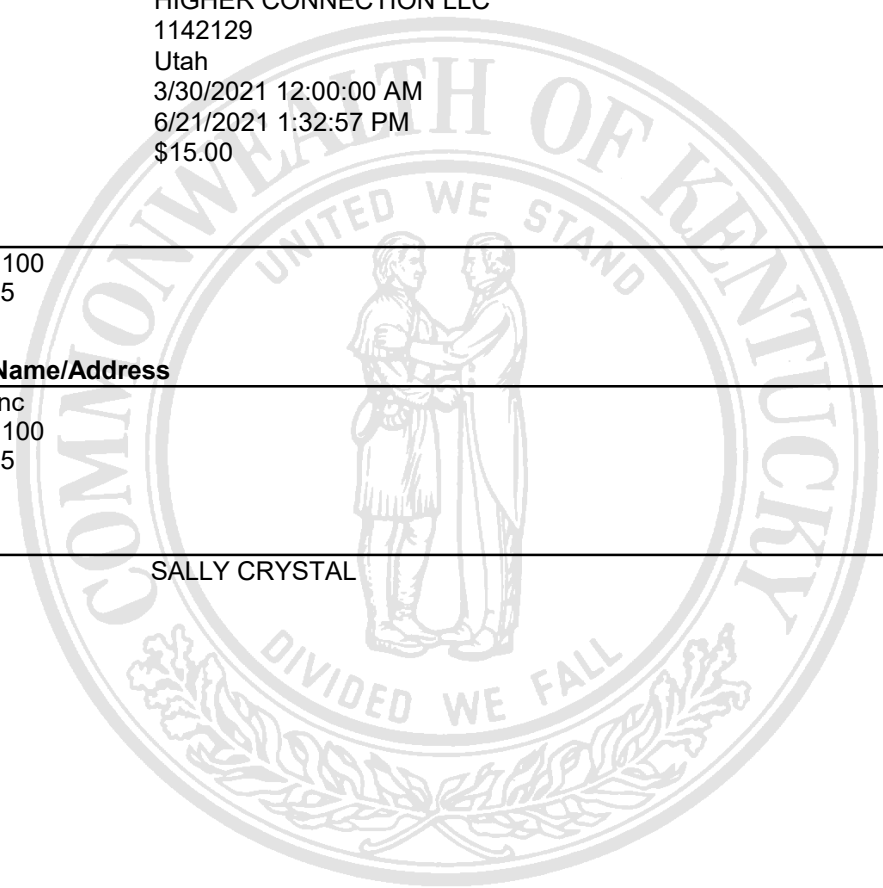 HIGHER CONNECTION LLC
1142129
Utah
3/30/2021 12:00:00 AM
6/21/2021 1:32:57 PM
$15.00
100
5
Name/Address
nc
100
5
SALLY CRYSTAL
COMMONWEALTH OF KENTUCKY
UNITED WE STAND
DIVIDED WE FALL